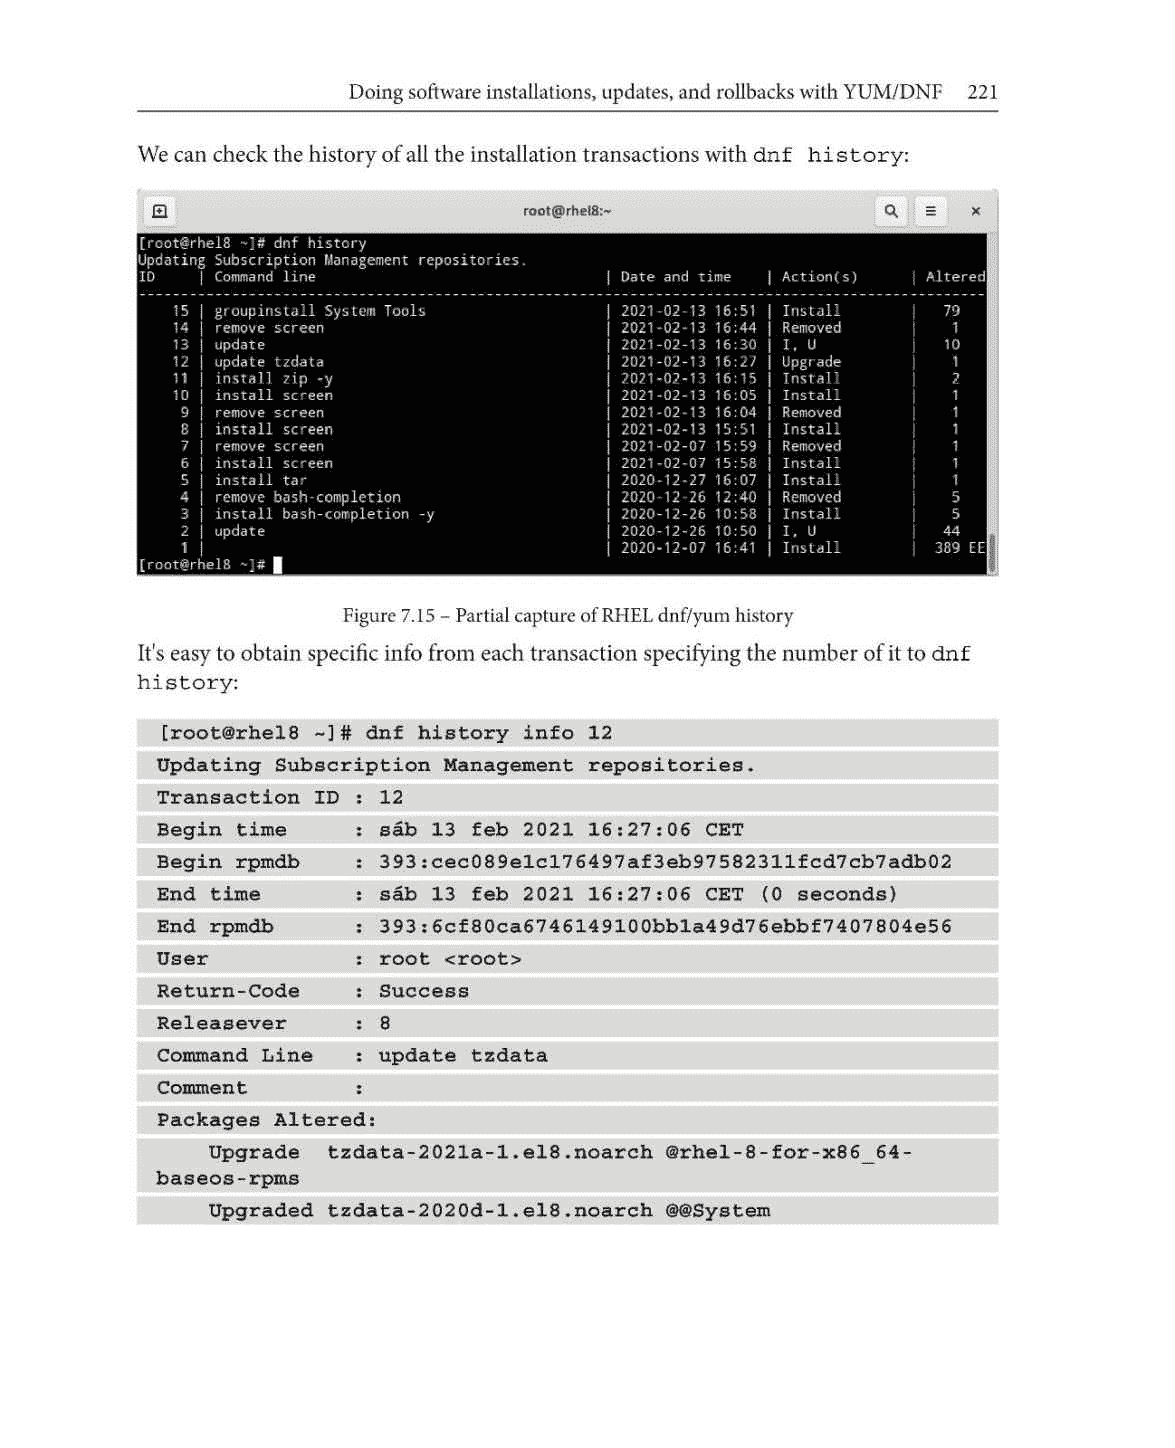 Doing software installations, updates, and rollbacks with YUM/DNF 221
We can check the history of all the installation transactions with dnf history:
root@rhel8:~
[root@rhel8 ~]# dnf history
Updating Subscription Management repositories.
ID | Command line | Date and time | Action(s) | Altered
--------------------------------------------------------------------------------
15 | groupinstall System Tools | 2021-02-13 16:51 | Install | 79
14 | remove screen | 2021-02-13 16:44 | Removed | 1
13 | update | 2021-02-13 16:30 | I, U | 10
12 | update tzdata | 2021-02-13 16:27 | Upgrade | 1
11 | install zip -y | 2021-02-13 16:15 | Install | 2
10 | install screen | 2021-02-13 16:05 | Install | 1
9 | remove screen | 2021-02-13 16:04 | Removed | 1
8 | install screen | 2021-02-13 15:51 | Install | 1
7 | remove screen | 2021-02-07 15:59 | Removed | 1
6 | install screen | 2021-02-07 15:58 | Install | 1
5 | install tar | 2020-12-27 16:07 | Install | 1
4 | remove bash-completion | 2020-12-26 12:40 | Removed | 5
3 | install bash-completion -y | 2020-12-26 10:58 | Install | 5
2 | update | 2020-12-26 10:50 | I, U | 44
1 | | 2020-12-07 16:41 | Install | 389 EE
[root@rhel8 ~]#
Figure 7.15 – Partial capture of RHEL dnf/yum history
It's easy to obtain specific info from each transaction specifying the number of it to dnf
history:
[root@rhel8 ~]# dnf history info 12
Updating Subscription Management repositories.
Transaction ID : 12
Begin time : sáb 13 feb 2021 16:27:06 CET
Begin rpmdb : 393:cec089e1c176497af3eb97582311fcd7cb7adb02
End time : sáb 13 feb 2021 16:27:06 CET (0 seconds)
End rpmdb : 393:6cf80ca6746149100bb1a49d76ebbf7407804e56
User : root <root>
Return-Code : Success
Releasever : 8
Command Line : update tzdata
Comment :
Packages Altered:
Upgrade tzdata-2021a-1.el8.noarch @rhel-8-for-x86_64-
baseos-rpms
Upgraded tzdata-2020d-1.el8.noarch @@System